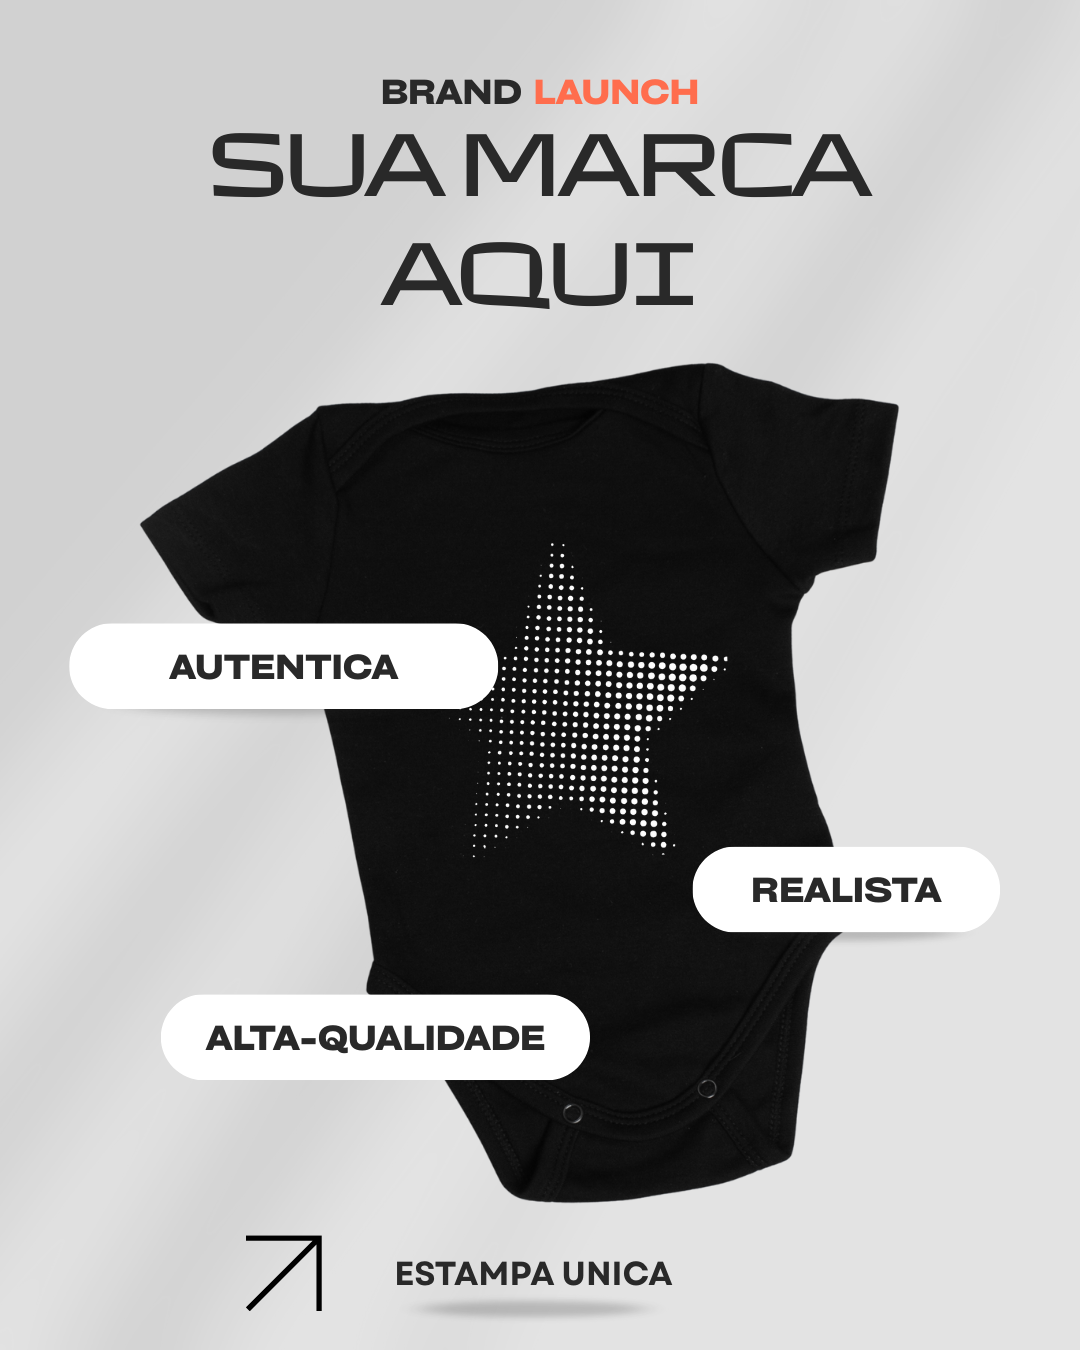 BRAND LAUNCH
SUA MARCA
AQUI
AUTENTICA
REALISTA
ALTA-QUALIDADE
ESTAMPA UNICA